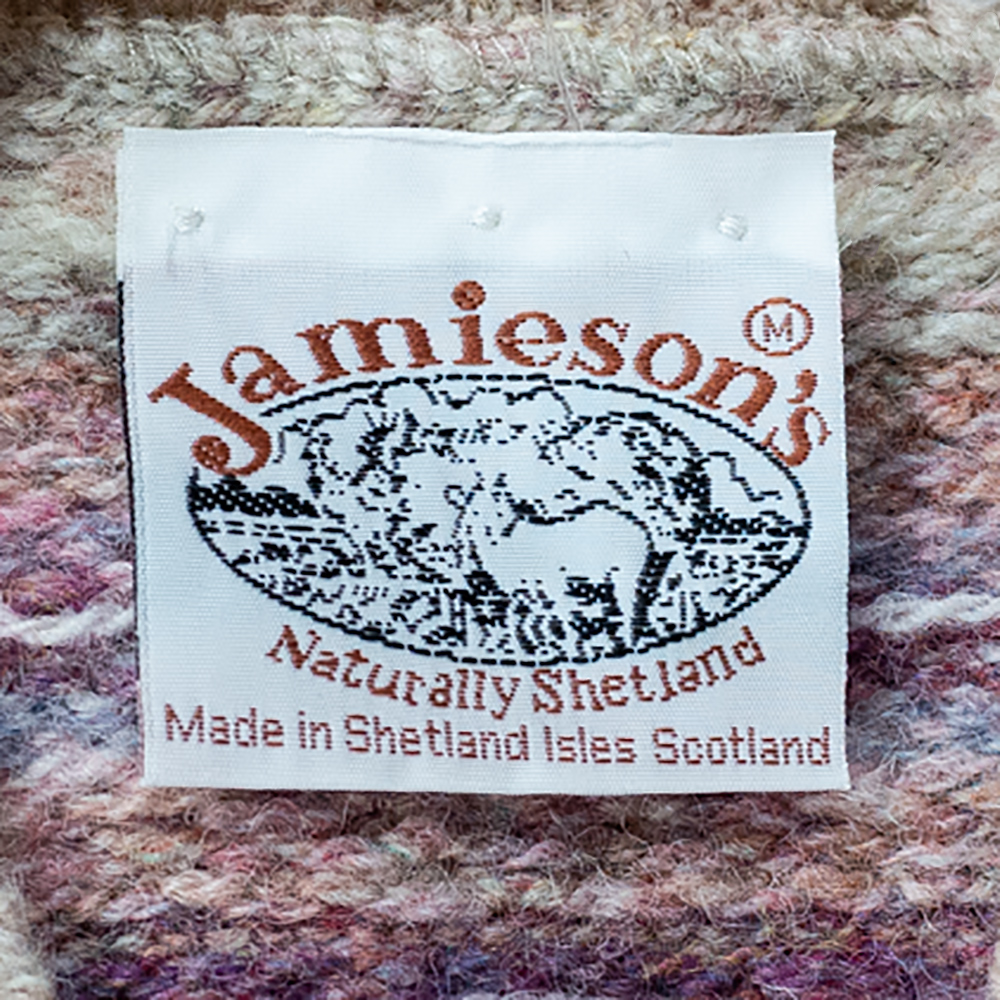 Jamieson's
M
Naturally Shetland
Made in Shetland Isles Scotland